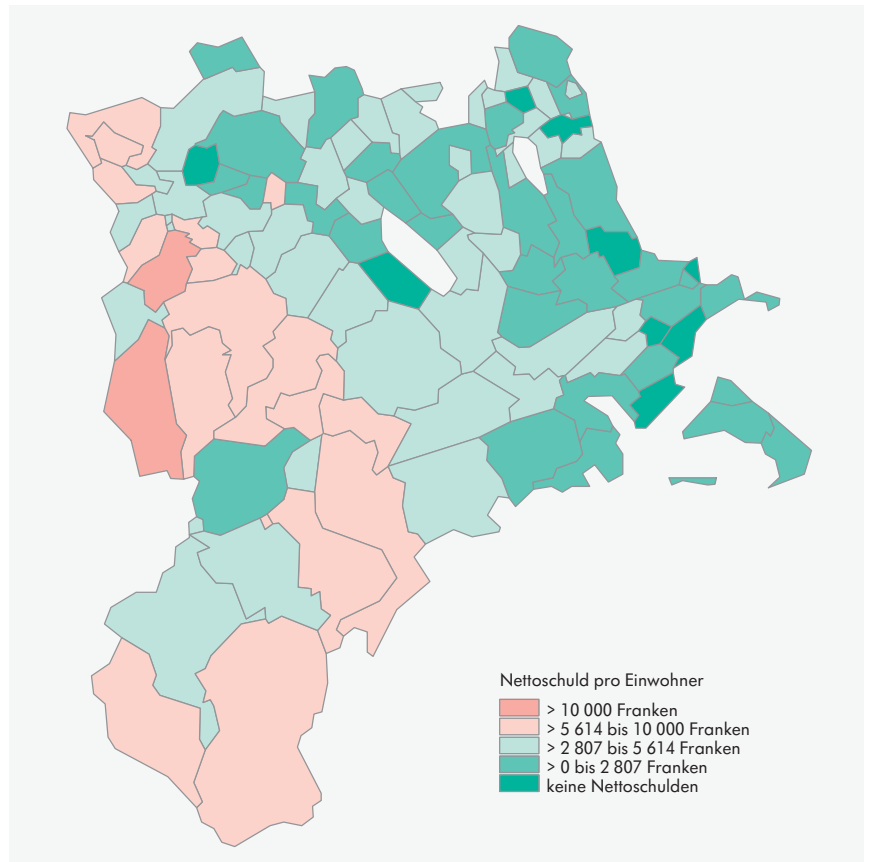 Nettoschuld pro Einwohner
> 10 000 Franken
> 5 614 bis 10 000 Franken
> 2 807 bis 5 614 Franken
> 0 bis 2 807 Franken
keine Nettoschulden